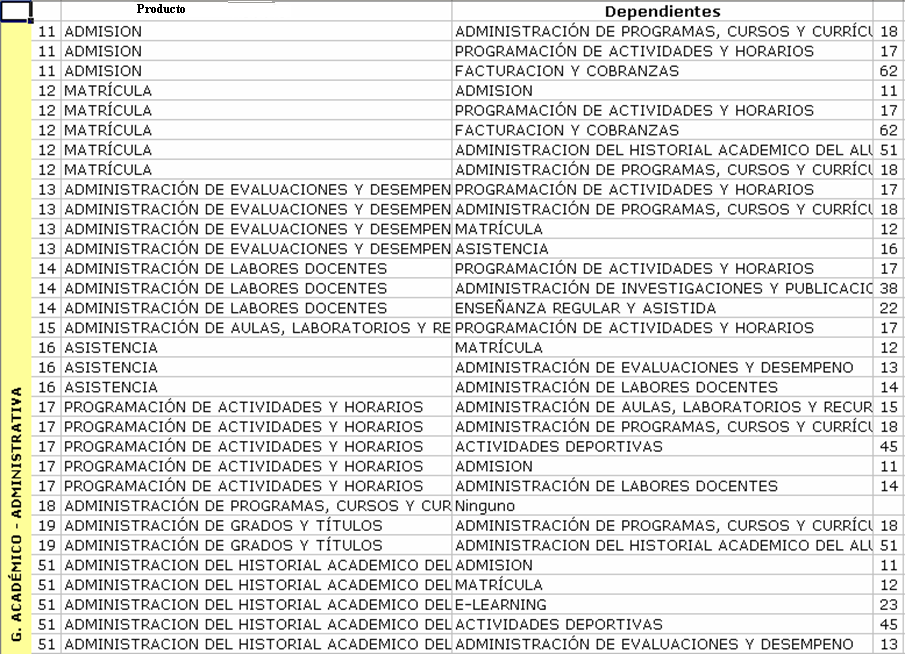 Producto Dependientes
11 ADMISION ADMINISTRACIÓN DE PROGRAMAS, CURSOS Y CURRÍCU 18
11 ADMISION PROGRAMACIÓN DE ACTIVIDADES Y HORARIOS 17
11 ADMISION FACTURACION Y COBRANZAS 62
12 MATRÍCULA ADMISION 11
12 MATRÍCULA PROGRAMACIÓN DE ACTIVIDADES Y HORARIOS 17
12 MATRÍCULA FACTURACION Y COBRANZAS 62
12 MATRÍCULA ADMINISTRACION DEL HISTORIAL ACADEMICO DEL ALU 51
12 MATRÍCULA ADMINISTRACIÓN DE PROGRAMAS, CURSOS Y CURRÍCU 18
13 ADMINISTRACIÓN DE EVALUACIONES Y DESEMPEN PROGRAMACIÓN DE ACTIVIDADES Y HORARIOS 17
13 ADMINISTRACIÓN DE EVALUACIONES Y DESEMPEN ADMINISTRACIÓN DE PROGRAMAS, CURSOS Y CURRÍCU 18
13 ADMINISTRACIÓN DE EVALUACIONES Y DESEMPEN MATRÍCULA 12
13 ADMINISTRACIÓN DE EVALUACIONES Y DESEMPEN ASISTENCIA 16
14 ADMINISTRACIÓN DE LABORES DOCENTES PROGRAMACIÓN DE ACTIVIDADES Y HORARIOS 17
14 ADMINISTRACIÓN DE LABORES DOCENTES ADMINISTRACIÓN DE INVESTIGACIONES Y PUBLICACIO 38
14 ADMINISTRACIÓN DE LABORES DOCENTES ENSEÑANZA REGULAR Y ASISTIDA 22
15 ADMINISTRACIÓN DE AULAS, LABORATORIOS Y RE PROGRAMACIÓN DE ACTIVIDADES Y HORARIOS 17
16 ASISTENCIA MATRÍCULA 12
16 ASISTENCIA ADMINISTRACIÓN DE EVALUACIONES Y DESEMPENO 13
16 ASISTENCIA ADMINISTRACIÓN DE LABORES DOCENTES 14
17 PROGRAMACIÓN DE ACTIVIDADES Y HORARIOS ADMINISTRACIÓN DE AULAS, LABORATORIOS Y RECUR 15
17 PROGRAMACIÓN DE ACTIVIDADES Y HORARIOS ADMINISTRACIÓN DE PROGRAMAS, CURSOS Y CURRÍCU 18
17 PROGRAMACIÓN DE ACTIVIDADES Y HORARIOS ACTIVIDADES DEPORTIVAS 45
17 PROGRAMACIÓN DE ACTIVIDADES Y HORARIOS ADMISION 11
17 PROGRAMACIÓN DE ACTIVIDADES Y HORARIOS ADMINISTRACIÓN DE LABORES DOCENTES 14
18 ADMINISTRACIÓN DE PROGRAMAS, CURSOS Y CUR Ninguno
19 ADMINISTRACIÓN DE GRADOS Y TÍTULOS ADMINISTRACIÓN DE PROGRAMAS, CURSOS Y CURRÍCU 18
19 ADMINISTRACIÓN DE GRADOS Y TÍTULOS ADMINISTRACION DEL HISTORIAL ACADEMICO DEL ALU 51
51 ADMINISTRACION DEL HISTORIAL ACADEMICO DEL ADMISION 11
51 ADMINISTRACION DEL HISTORIAL ACADEMICO DEL MATRÍCULA 12
51 ADMINISTRACION DEL HISTORIAL ACADEMICO DEL E-LEARNING 23
51 ADMINISTRACION DEL HISTORIAL ACADEMICO DEL ACTIVIDADES DEPORTIVAS 45
51 ADMINISTRACION DEL HISTORIAL ACADEMICO DEL ADMINISTRACIÓN DE EVALUACIONES Y DESEMPENO 13
G. ACADÉMICO - ADMINISTRATIVA